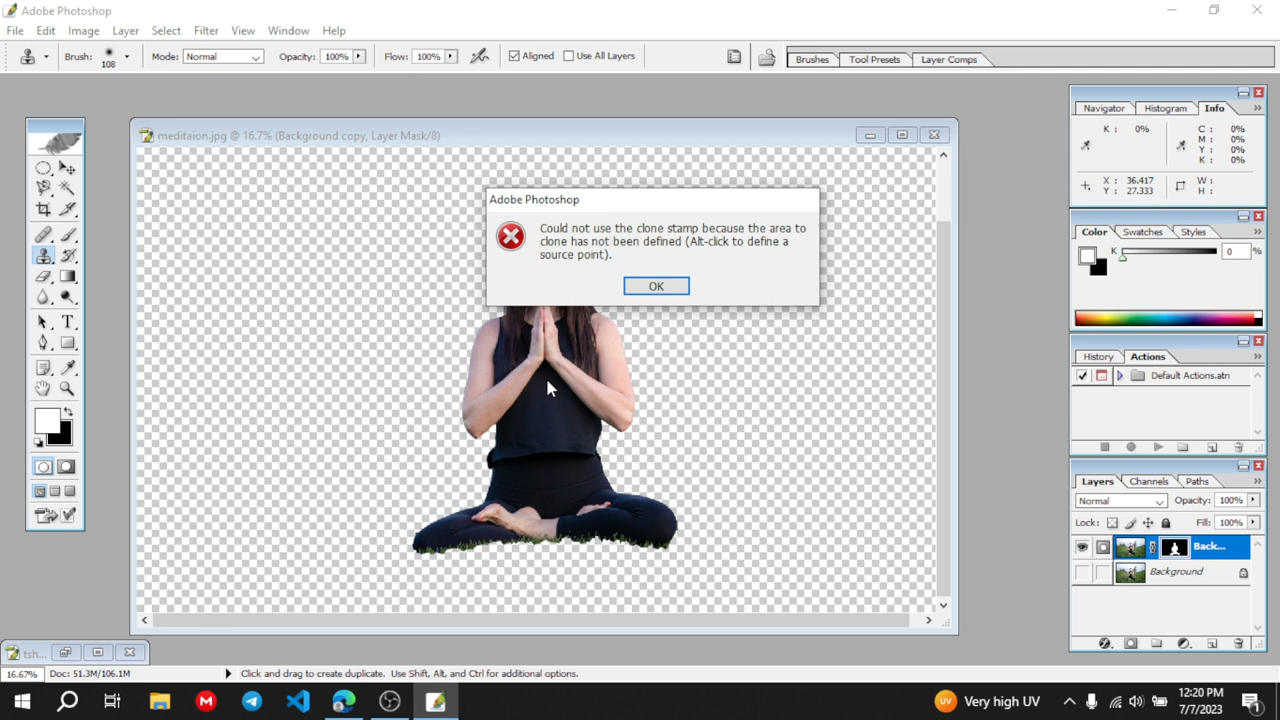 Adobe Photoshop
File Edit Image Layer Select Filter View Window Help
Brush: 108 Mode: Normal Opacity: 100% Flow: 100% Aligned Use All Layers Brushes Tool Presets Layer Comps
meditaion.jpg @ 16.7% (Background copy, Layer Mask/8)
Adobe Photoshop
Could not use the clone stamp because the area to
clone has not been defined (Alt-click to define a
source point).
OK
Navigator Histogram Info
K: 0% C: 0%
M: 0%
Y: 0%
K: 0%
X: 36.417 W:
Y: 27.333 H:
Color Swatches Styles
K 0 %
History Actions
Default Actions.atn
Layers Channels Paths
Normal Opacity: 100%
Lock: Fill: 100%
Back...
Background
tsh...
16.67% Doc: 51.3M/106.1M Click and drag to create duplicate. Use Shift, Alt, and Ctrl for additional options.
UV Very high UV 12:20 PM
7/7/2023
1